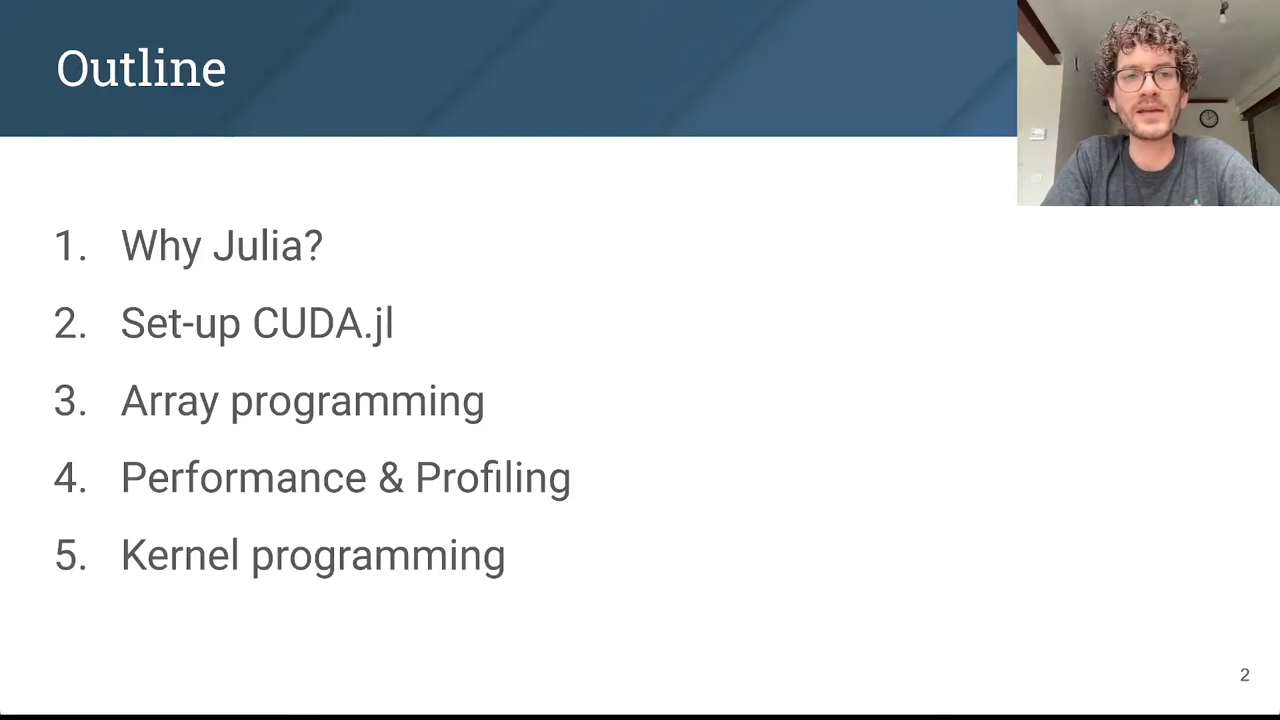 Outline
1. Why Julia?
2. Set-up CUDA.jl
3. Array programming
4. Performance & Profiling
5. Kernel programming
2